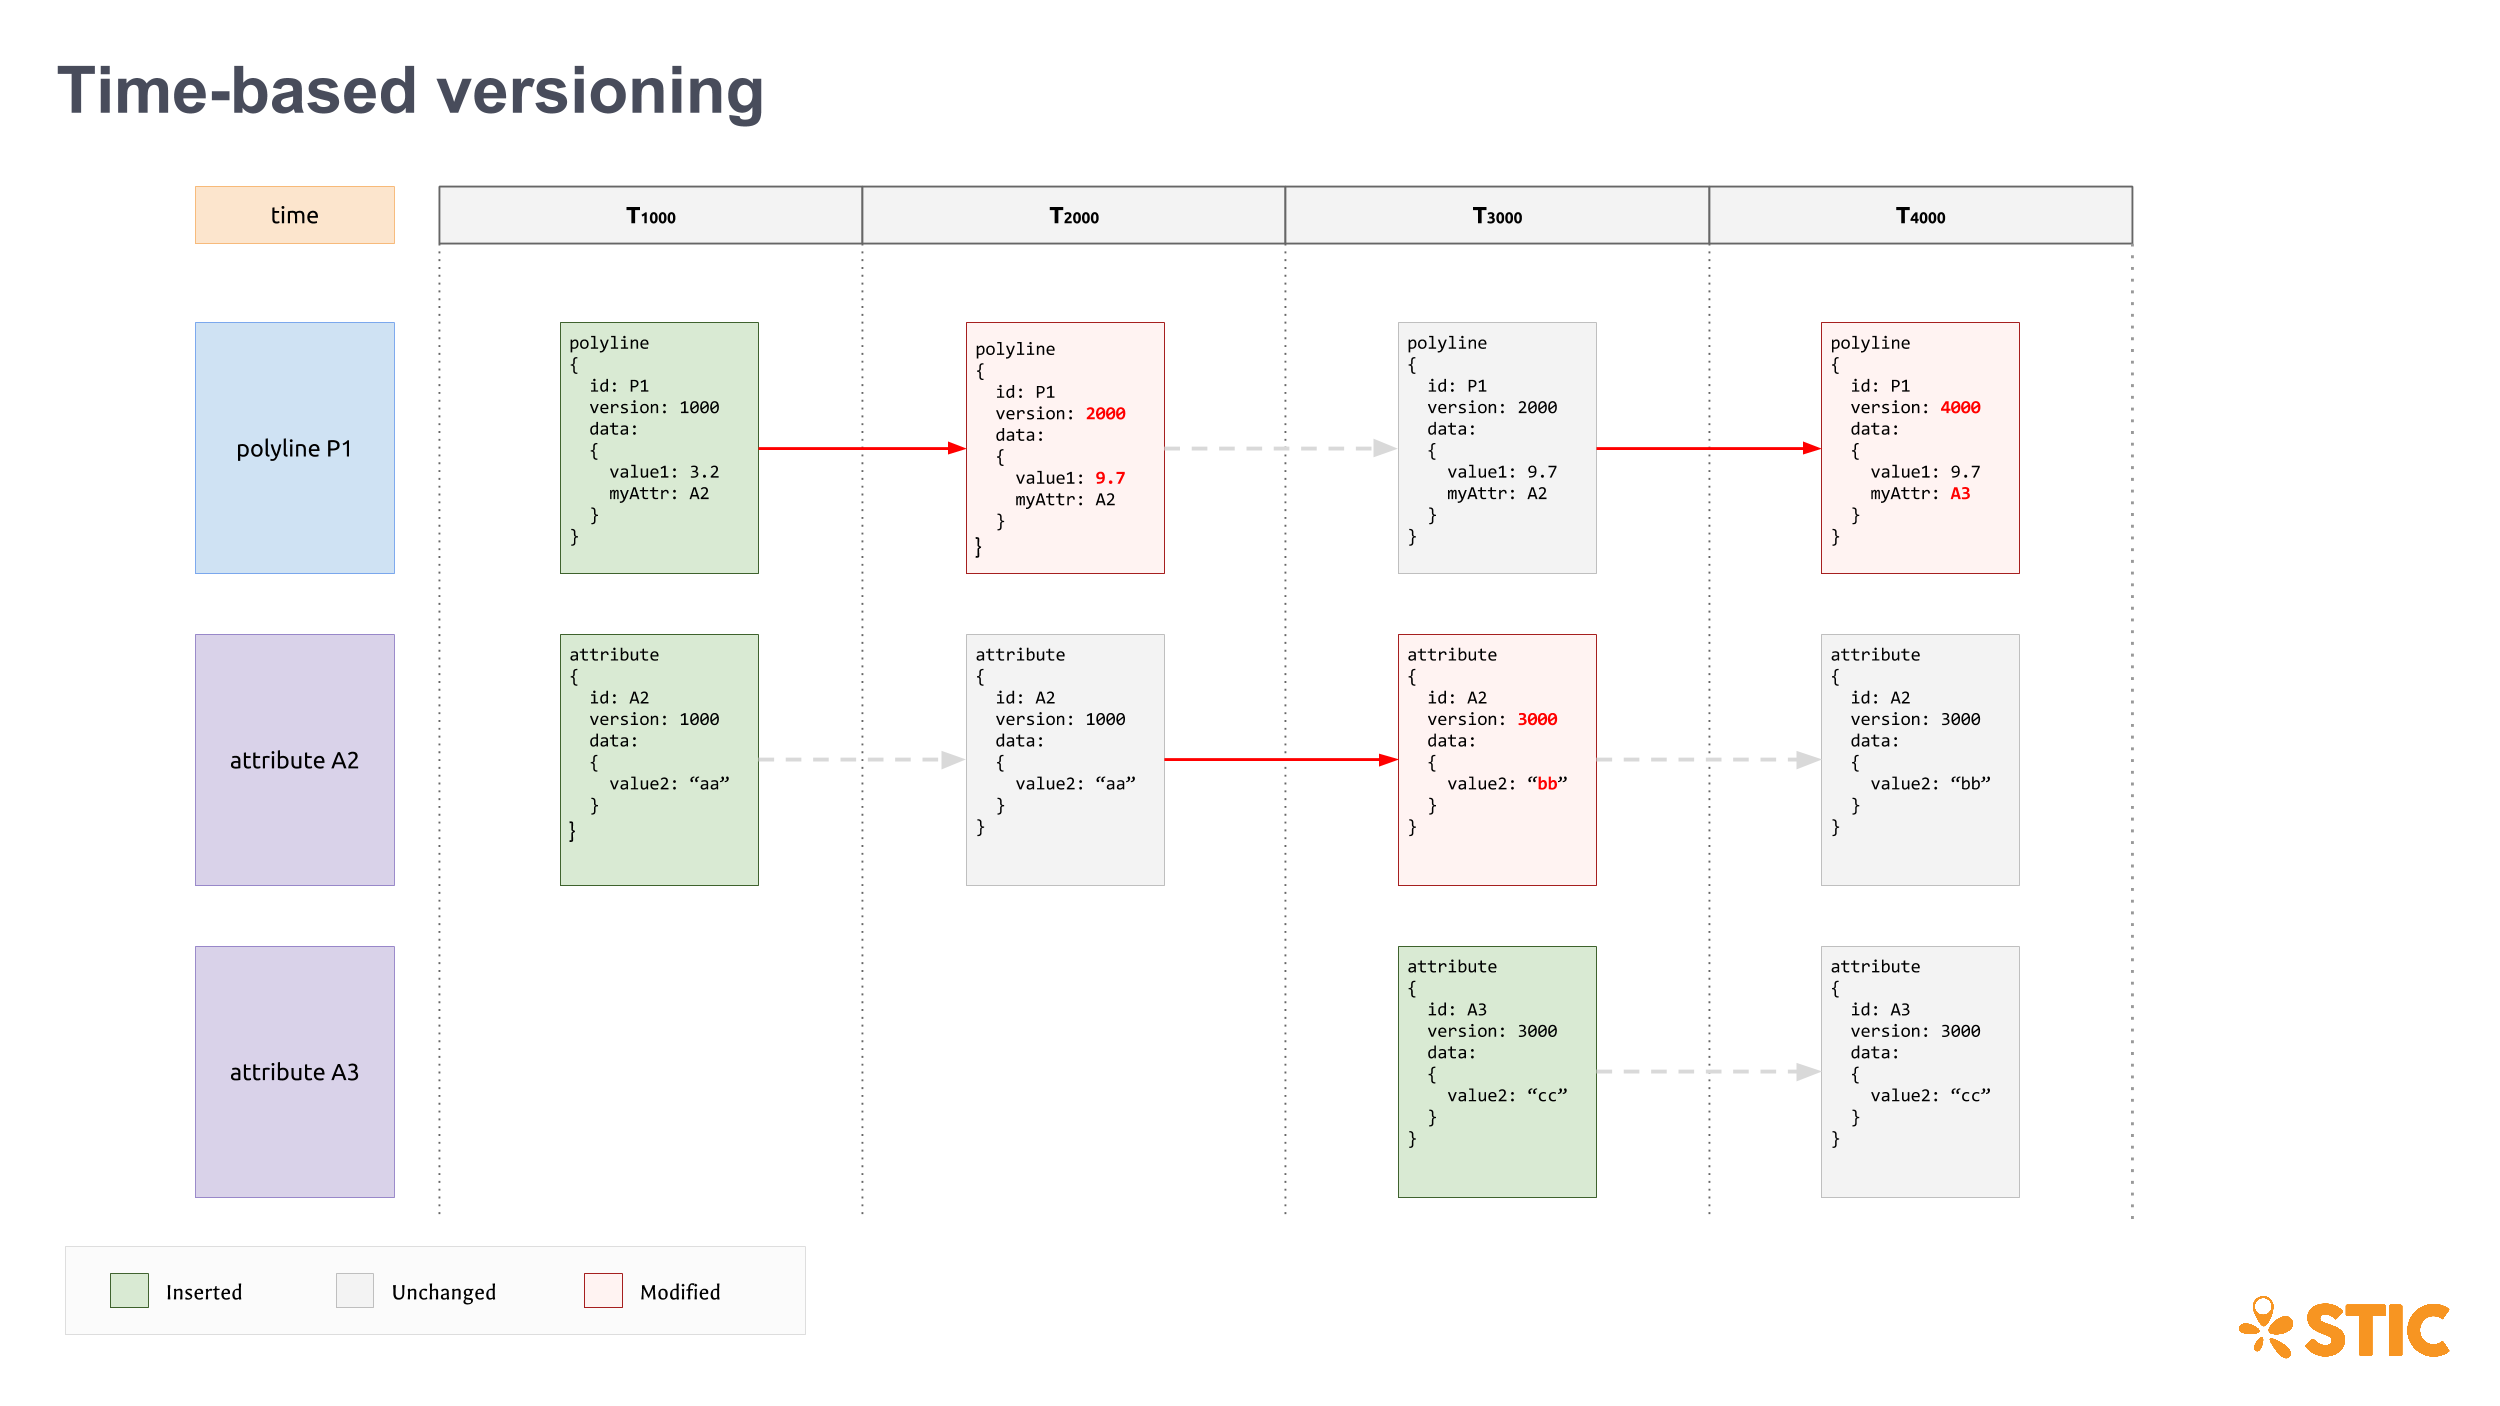 Time-based versioning
time
T1000
T2000
T3000
T4000
polyline P1
polyline
{
id: P1
version: 1000
data:
{
value1: 3.2
myAttr: A2
}
}
polyline
{
id: P1
version: 2000
data:
{
value1: 9.7
myAttr: A2
}
}
polyline
{
id: P1
version: 2000
data:
{
value1: 9.7
myAttr: A2
}
}
polyline
{
id: P1
version: 4000
data:
{
value1: 9.7
myAttr: A3
}
}
attribute A2
attribute
{
id: A2
version: 1000
data:
{
value2: “aa”
}
}
attribute
{
id: A2
version: 1000
data:
{
value2: “aa”
}
}
attribute
{
id: A2
version: 3000
data:
{
value2: “bb”
}
}
attribute
{
id: A2
version: 3000
data:
{
value2: “bb”
}
}
attribute A3
attribute
{
id: A3
version: 3000
data:
{
value2: “cc”
}
}
attribute
{
id: A3
version: 3000
data:
{
value2: “cc”
}
}
Inserted
Unchanged
Modified
STIC